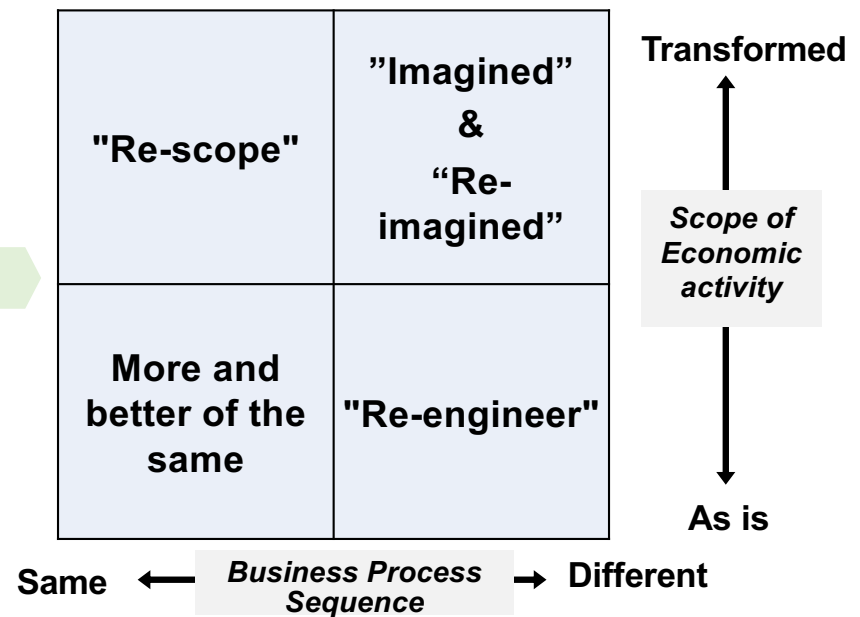 "Re-scope"
”Imagined”
&
“Re-
imagined”
More and
better of the
same
"Re-engineer"
Transformed
Scope of
Economic
activity
As is
Same
Business Process
Sequence
Different